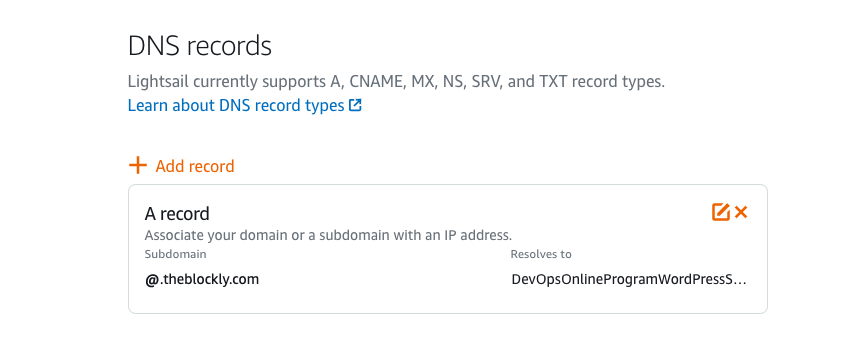 DNS records
Lightsail currently supports A, CNAME, MX, NS, SRV, and TXT record types.
Learn about DNS record types
+ Add record
A record
Associate your domain or a subdomain with an IP address.
Subdomain
Resolves to
@.theblockly.com
DevOpsOnlineProgramWordPressS...